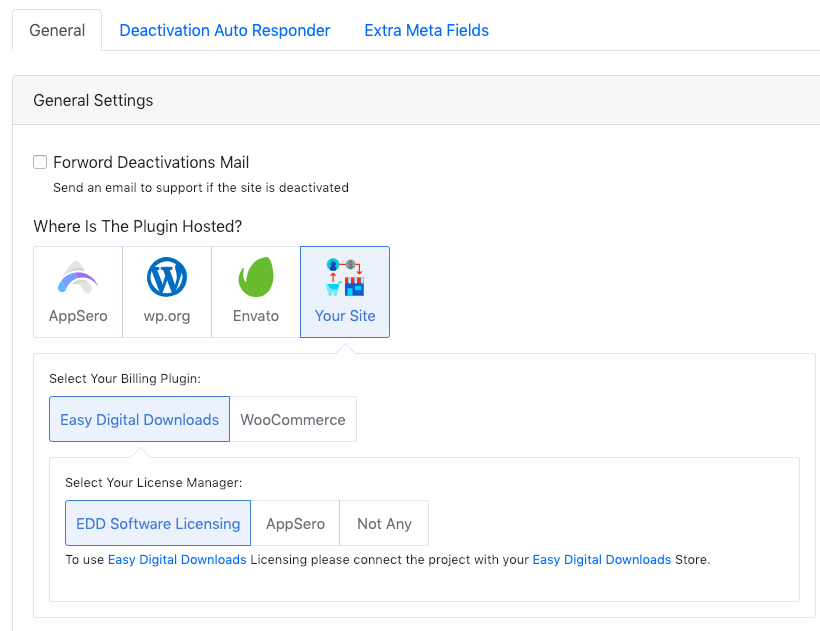 General Deactivation Auto Responder Extra Meta Fields
General Settings
Forword Deactivations Mail
Send an email to support if the site is deactivated
Where Is The Plugin Hosted?
AppSero wp.org Envato Your Site
Select Your Billing Plugin:
Easy Digital Downloads WooCommerce
Select Your License Manager:
EDD Software Licensing AppSero Not Any
To use Easy Digital Downloads Licensing please connect the project with your Easy Digital Downloads Store.